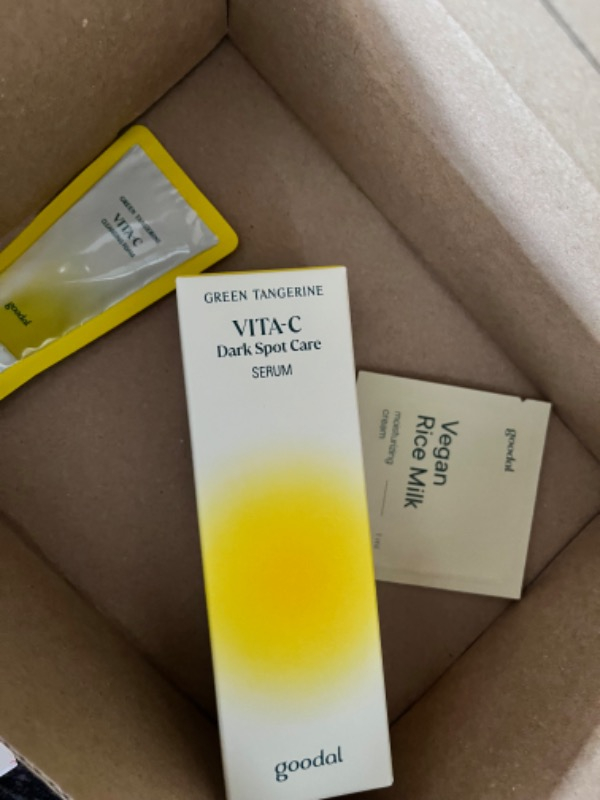 GREEN TANGERINE
VITA-C
goodal
GREEN TANGERINE
VITA-C
Dark Spot Care
SERUM
goodal
goodal
Vegan
Rice Milk
moisturizing
cream